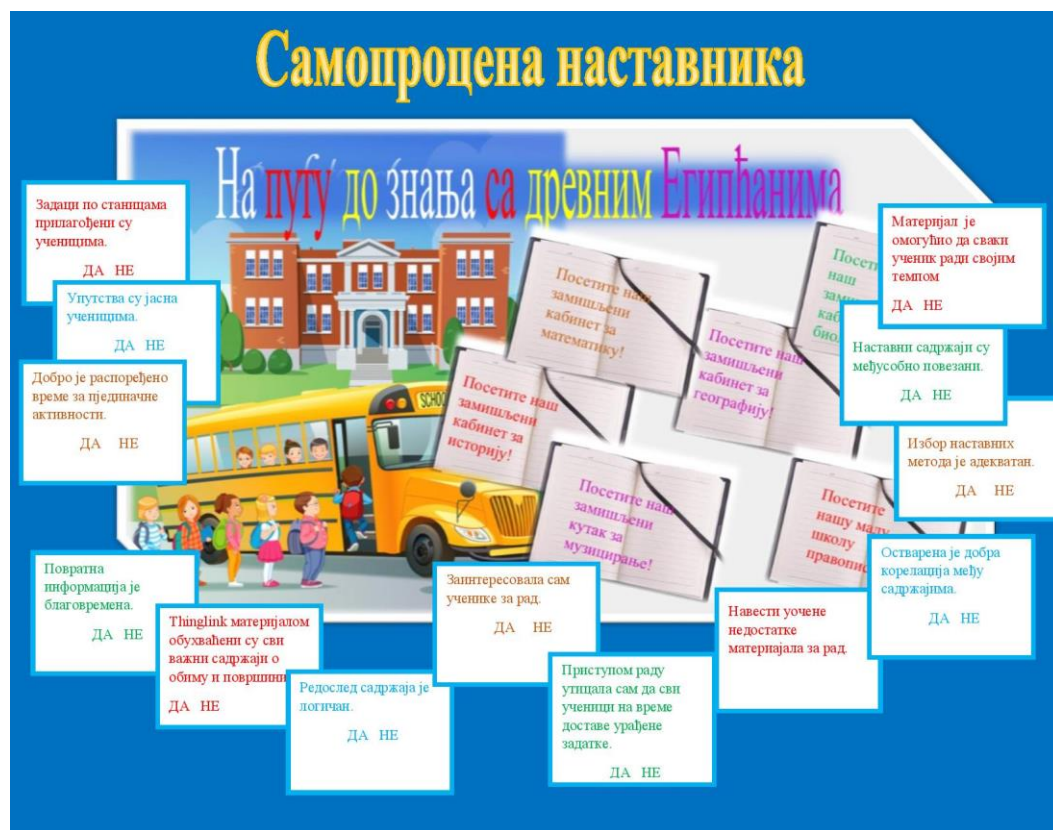 Самопроцена наставника
На путу до знања са древним Египћанима
Задаци по станицама
прилагођени су
ученицима.
ДА НЕ
Упутства су јасна
ученицима.
ДА НЕ
Добро је распоређено
време за пјединачне
активности.
ДА НЕ
Посетите наш
замишљени
кабинет за
математику!
Посетите наш
замишљени
кабинет за
географију!
Посетите наш
замишљени
кабинет за
историју!
Посетите наш
замишљени
кутак за
музицирање!
наш
Посетите
нашу малу
школу
SCHOOL
Материјал је
омогућио да сваки
ученик ради својим
темпом
ДА НЕ
Наставни садржаји су
међусобно повезани.
ДА НЕ
Избор наставних
метода је адекватан.
ДА НЕ
Остварена је добра
корелација међу
садржајима.
ДА НЕ
Повратна
информација је
благовремена.
ДА НЕ
Thinglink материјалом
обухваћени су сви
важни садржаји о
обиму и површини
ДА НЕ
Редослед садржаја је
логичан.
ДА НЕ
Заинтересовала сам
ученике за рад.
ДА НЕ
Приступом раду
утицала сам да сви
ученици на време
доставе урађене
задатке.
ДА НЕ
Навести уочене
недостатке
материајала за рад.